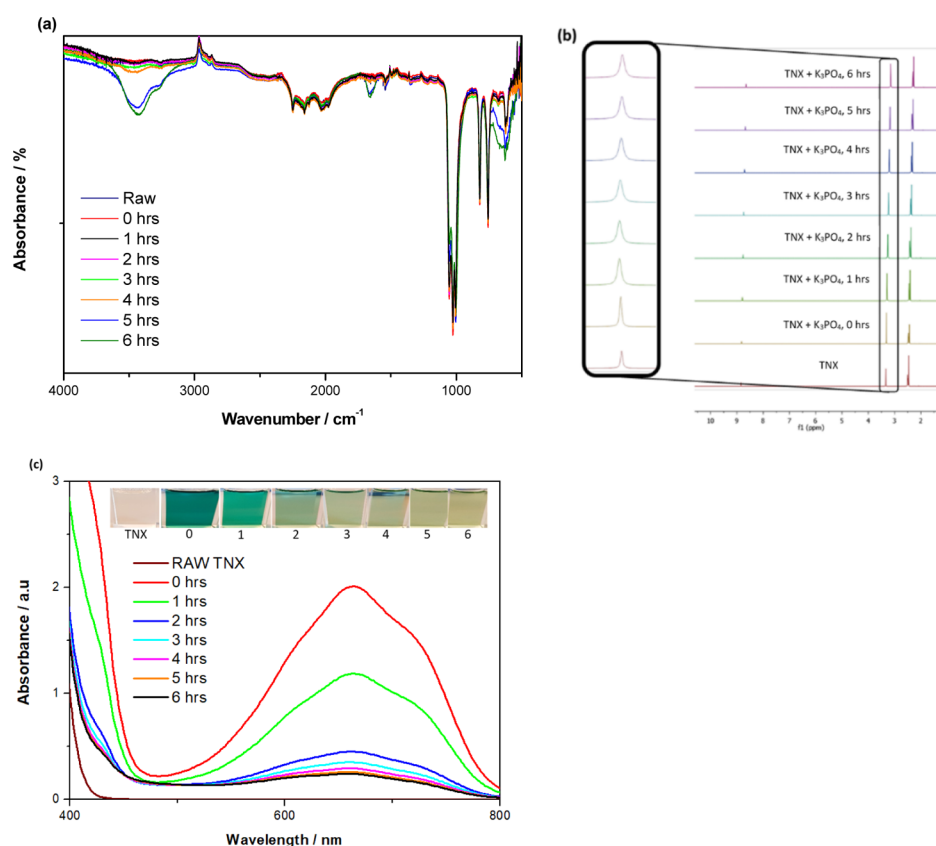 (a)
Absorbance / %
Raw
0 hrs
1 hrs
2 hrs
3 hrs
4 hrs
5 hrs
6 hrs
4000 3000 2000 1000
Wavenumber / cm⁻¹
(b)
TNX + K₃PO₄, 6 hrs
TNX + K₃PO₄, 5 hrs
TNX + K₃PO₄, 4 hrs
TNX + K₃PO₄, 3 hrs
TNX + K₃PO₄, 2 hrs
TNX + K₃PO₄, 1 hrs
TNX + K₃PO₄, 0 hrs
TNX
10 9 8 7 6 5 4 3 2
f1 (ppm)
(c)
Absorbance / a.u
3
2
1
0
TNX 0 1 2 3 4 5 6
RAW TNX
0 hrs
1 hrs
2 hrs
3 hrs
4 hrs
5 hrs
6 hrs
400 600 800
Wavelength / nm